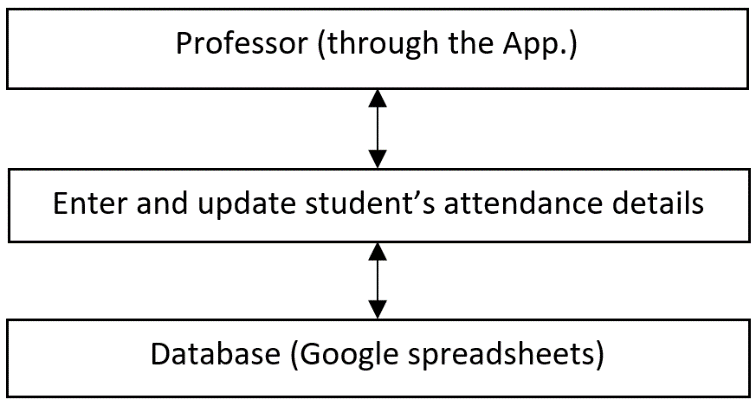 Professor (through the App.)
Enter and update student’s attendance details
Database (Google spreadsheets)